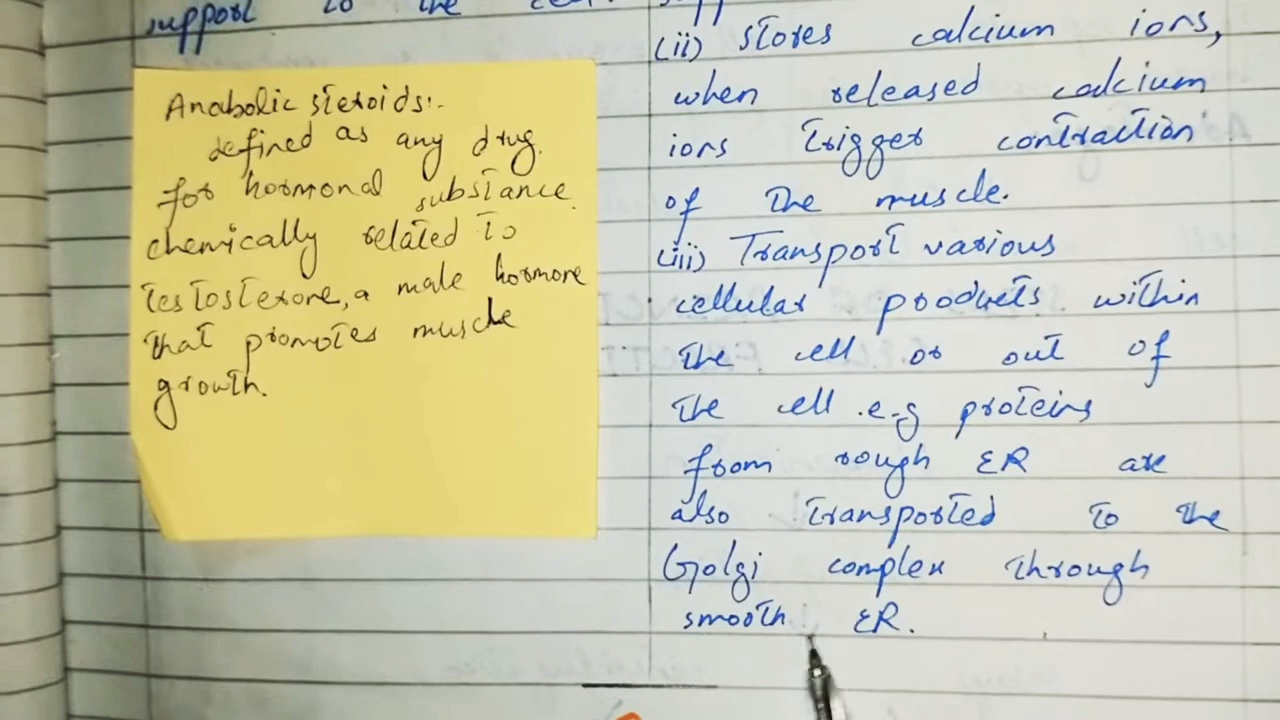 support to the
Anabolic steroids:-
defined as any drug.
for hormonal substance.
chemically related to
testosterone, a male hormone
that promotes muscle
growth.
(ii) stores calcium ions,
when released calcium
ions trigger contraction
of the muscle.
(iii) Transport various
cellular products within
the cell or out of
the cell .e.g proteins
from rough ER are
also transported to the
Golgi complex through
smooth ER.